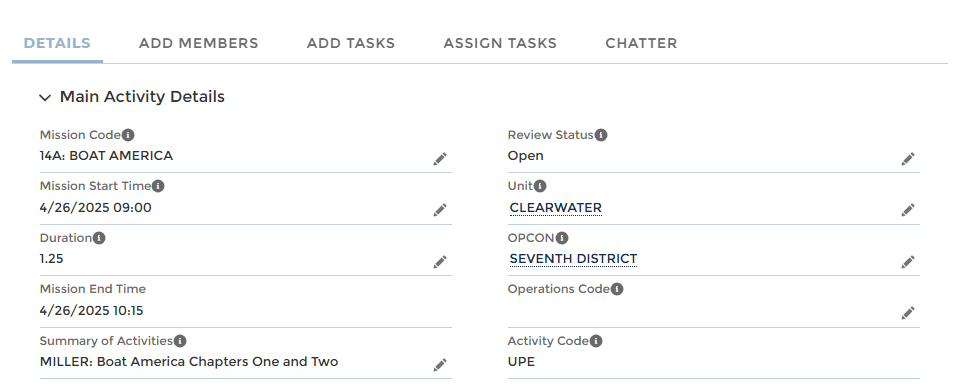 DETAILS ADD MEMBERS ADD TASKS ASSIGN TASKS CHATTER
Main Activity Details
Mission Code Review Status
14A: BOAT AMERICA Open
Mission Start Time Unit
4/26/2025 09:00 CLEARWATER
Duration OPCON
1.25 SEVENTH DISTRICT
Mission End Time Operations Code
4/26/2025 10:15
Summary of Activities Activity Code
MILLER: Boat America Chapters One and Two UPE